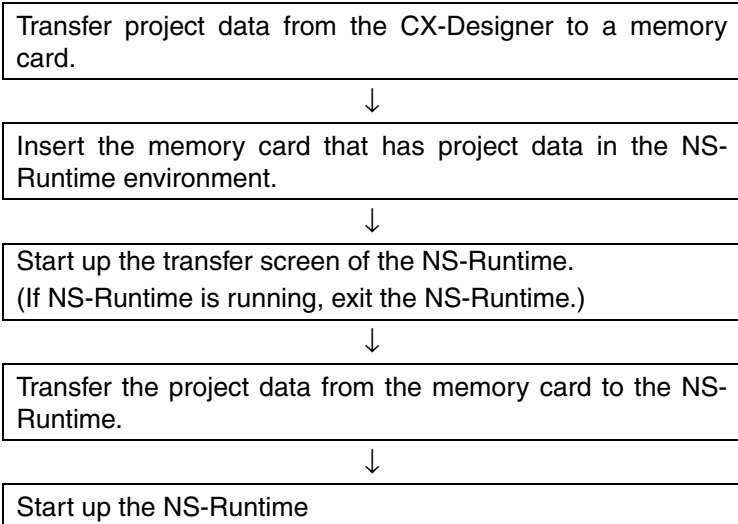 Transfer project data from the CX-Designer to a memory
card.
↓
Insert the memory card that has project data in the NS-
Runtime environment.
↓
Start up the transfer screen of the NS-Runtime.
(If NS-Runtime is running, exit the NS-Runtime.)
↓
Transfer the project data from the memory card to the NS-
Runtime.
↓
Start up the NS-Runtime